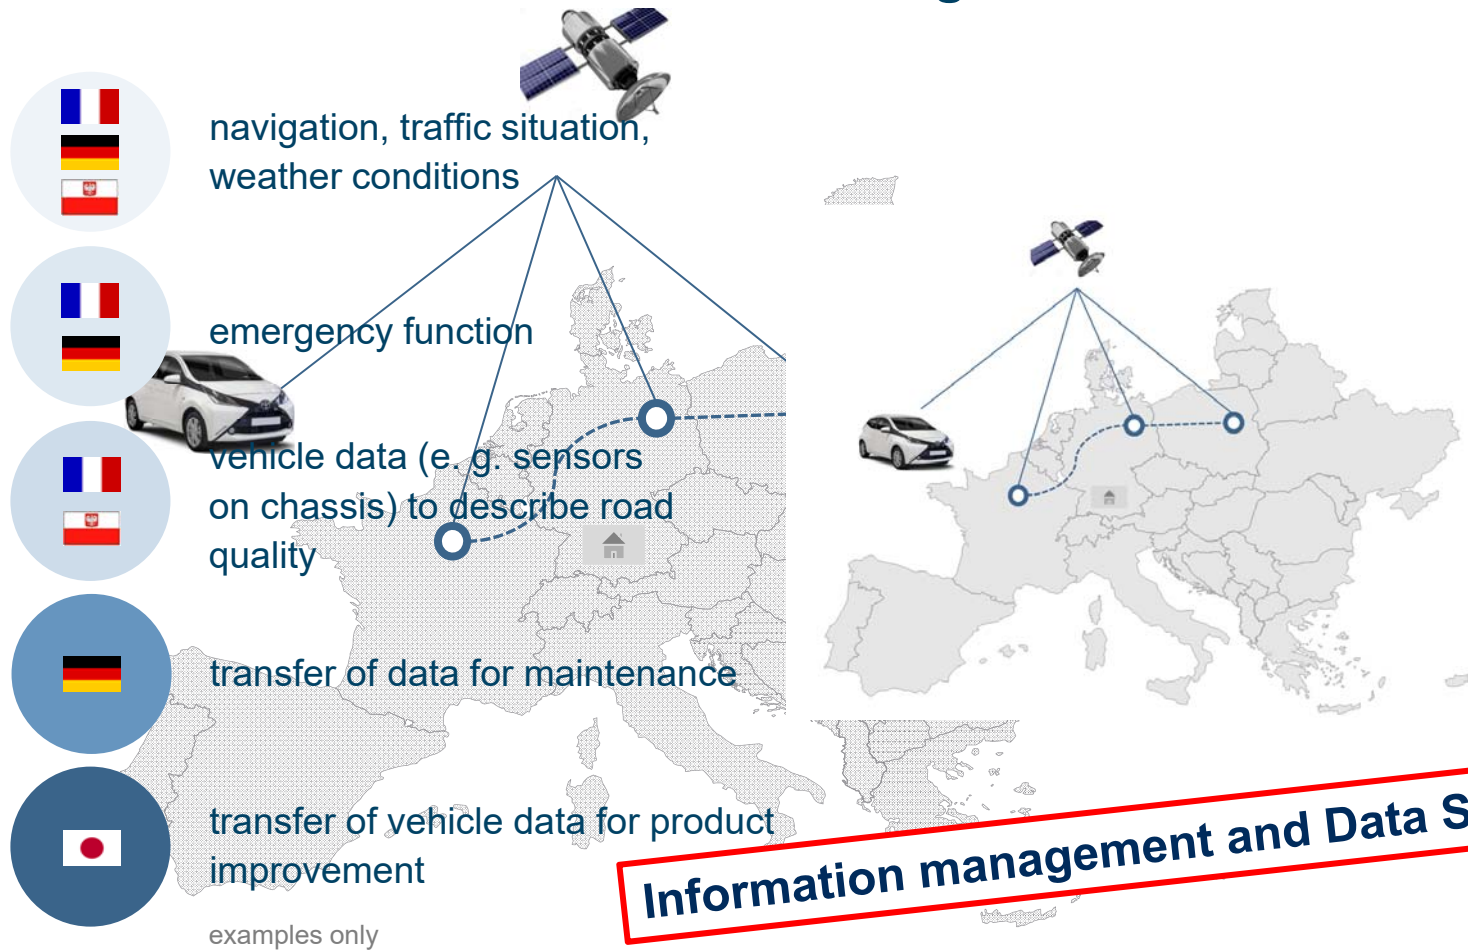 navigation, traffic situation,
weather conditions
emergency function
vehicle data (e. g. sensors
on chassis) to describe road
quality
transfer of data for maintenance
transfer of vehicle data for product
improvement
Information management and Data S
examples only